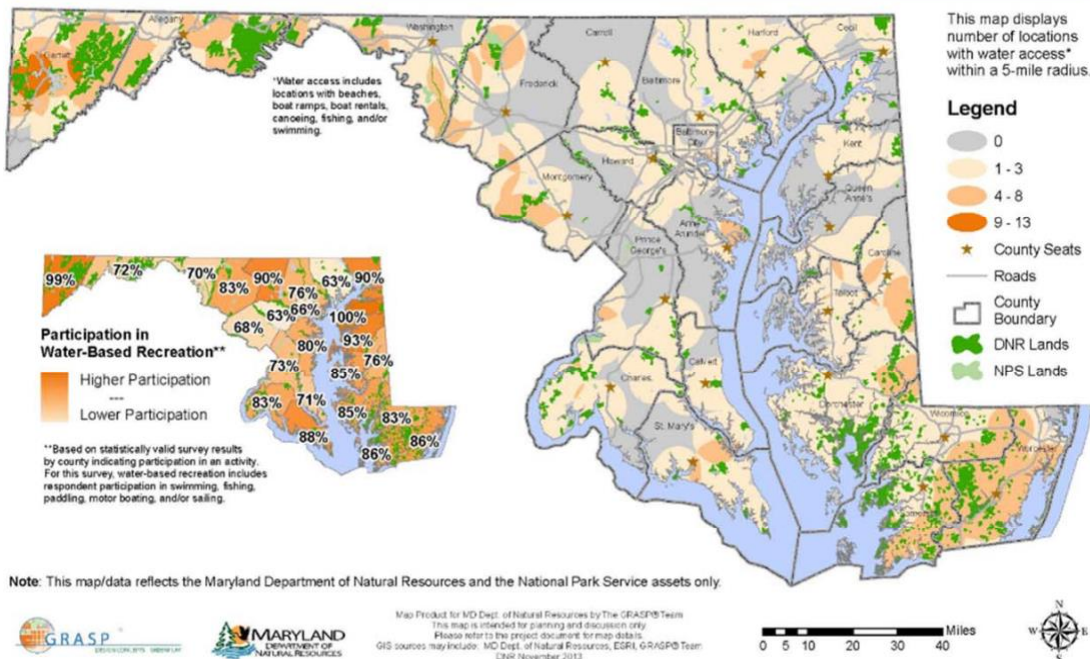 Allegany
Washington
Carroll
Harford
Cecil
Garrett
Frederick
Baltimore
Baltimore
City
Kent
Howard
Montgomery
Queen
Anne's
Anne
Arundel
Prince
George's
Caroline
Talbot
Calvert
Charles
Dorchester
St. Mary's
Wicomico
Worcester
Somerset
*Water access includes
locations with beaches,
boat ramps, boat rentals,
canoeing, fishing, and/or
swimming.
This map displays
number of locations
with water access*
within a 5-mile radius.
Legend
0
1 - 3
4 - 8
9 - 13
County Seats
Roads
County
Boundary
DNR Lands
NPS Lands
99%
72%
70%
83%
90%
76%
63%
90%
63%
66%
100%
68%
80%
93%
73%
76%
85%
83%
71%
85%
83%
88%
86%
86%
Participation in
Water-Based Recreation**
Higher Participation
---
Lower Participation
**Based on statistically valid survey results
by county indicating participation in an activity.
For this survey, water-based recreation includes
respondent participation in swimming, fishing,
paddling, motor boating, and/or sailing.
Note: This map/data reflects the Maryland Department of Natural Resources and the National Park Service assets only.
GRASP
MARYLAND
DEPARTMENT OF
NATURAL RESOURCES
Map Product for MD Dept. of Natural Resources by The GRASP® Team
This map is intended for planning and discussion only.
Please refer to the project document for map details.
GIS sources may include: MD Dept. of Natural Resources, ESRI, GRASP® Team
DNR November 2013
Miles
0 5 10 20 30 40
N
W
E
S